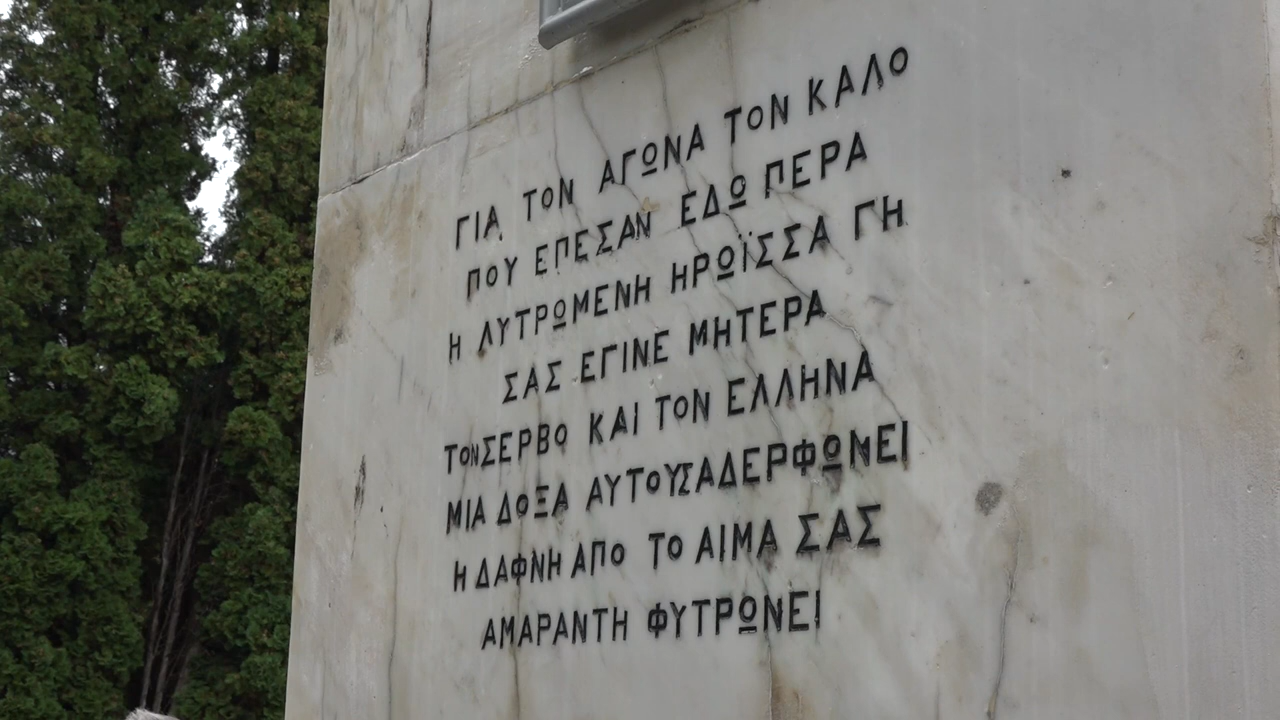 ΓΙΑ ΤΟΝ ΑΓΩΝΑ ΤΟΝ ΚΑΛΟ
ΠΟΥ ΕΠΕΣΑΝ ΕΔΩ ΠΕΡΑ
Η ΛΥΤΡΩΜΕΝΗ ΗΡΩΪΣΣΑ ΓΗ
ΣΑΣ ΕΓΙΝΕ ΜΗΤΕΡΑ
ΤΟΝ ΣΕΡΒΟ ΚΑΙ ΤΟΝ ΕΛΛΗΝΑ
ΜΙΑ ΔΟΞΑ ΑΥΤΟΥΣ ΑΔΕΡΦΩΝΕΙ
Η ΔΑΦΝΗ ΑΠΟ ΤΟ ΑΙΜΑ ΣΑΣ
ΑΜΑΡΑΝΤΗ ΦΥΤΡΩΝΕΙ